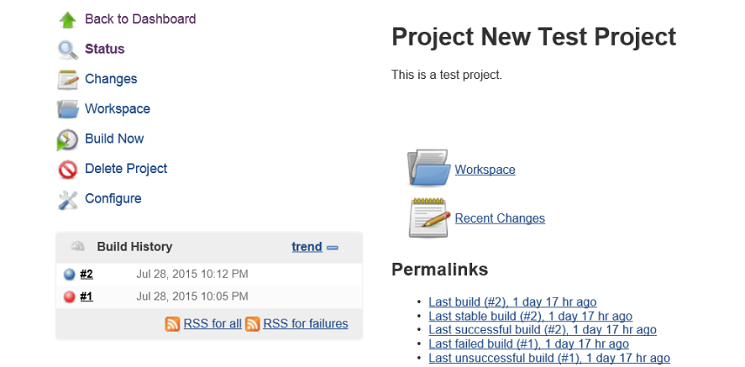 Back to Dashboard
Status
Changes
Workspace
Build Now
Delete Project
Configure
Build History trend
#2 Jul 28, 2015 10:12 PM
#1 Jul 28, 2015 10:05 PM
RSS for all RSS for failures
Project New Test Project
This is a test project.
Workspace
Recent Changes
Permalinks
Last build (#2), 1 day 17 hr ago
Last stable build (#2), 1 day 17 hr ago
Last successful build (#2), 1 day 17 hr ago
Last failed build (#1), 1 day 17 hr ago
Last unsuccessful build (#1), 1 day 17 hr ago